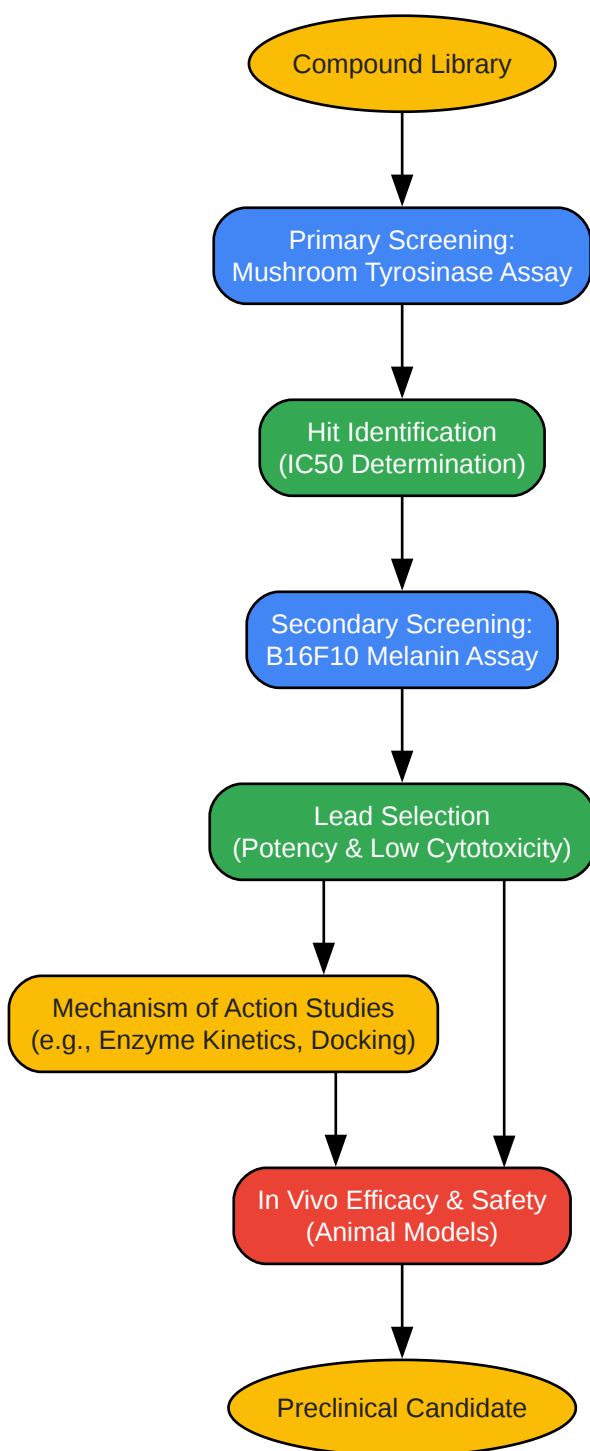 Compound Library
Primary Screening:
Mushroom Tyrosinase Assay
Hit Identification
(IC50 Determination)
Secondary Screening:
B16F10 Melanin Assay
Lead Selection
(Potency & Low Cytotoxicity)
Mechanism of Action Studies
(e.g., Enzyme Kinetics, Docking)
In Vivo Efficacy & Safety
(Animal Models)
Preclinical Candidate